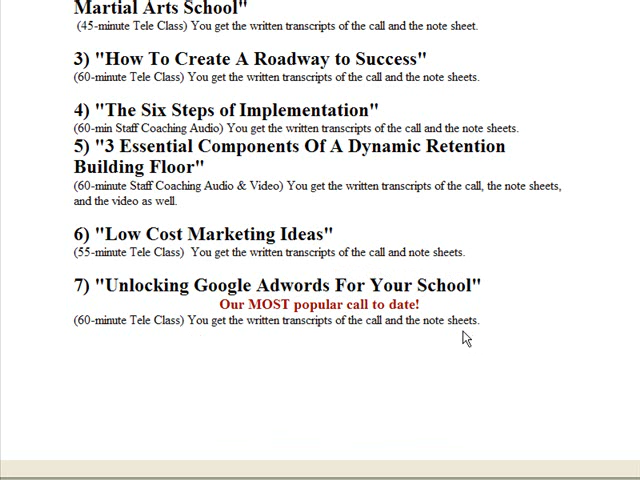 Martial Arts School"
(45-minute Tele Class) You get the written transcripts of the call and the note sheet.
3) "How To Create A Roadway to Success"
(60-minute Tele Class) You get the written transcripts of the call and the note sheets.
4) "The Six Steps of Implementation"
(60-min Staff Coaching Audio) You get the written transcripts of the call and the note sheets.
5) "3 Essential Components Of A Dynamic Retention
Building Floor"
(60-minute Staff Coaching Audio & Video) You get the written transcripts of the call, the note sheets,
and the video as well.
6) "Low Cost Marketing Ideas"
(55-minute Tele Class)  You get the written transcripts of the call and note sheets.
7) "Unlocking Google Adwords For Your School"
Our MOST popular call to date!
(60-minute Tele Class) You get the written transcripts of the call and the note sheets.